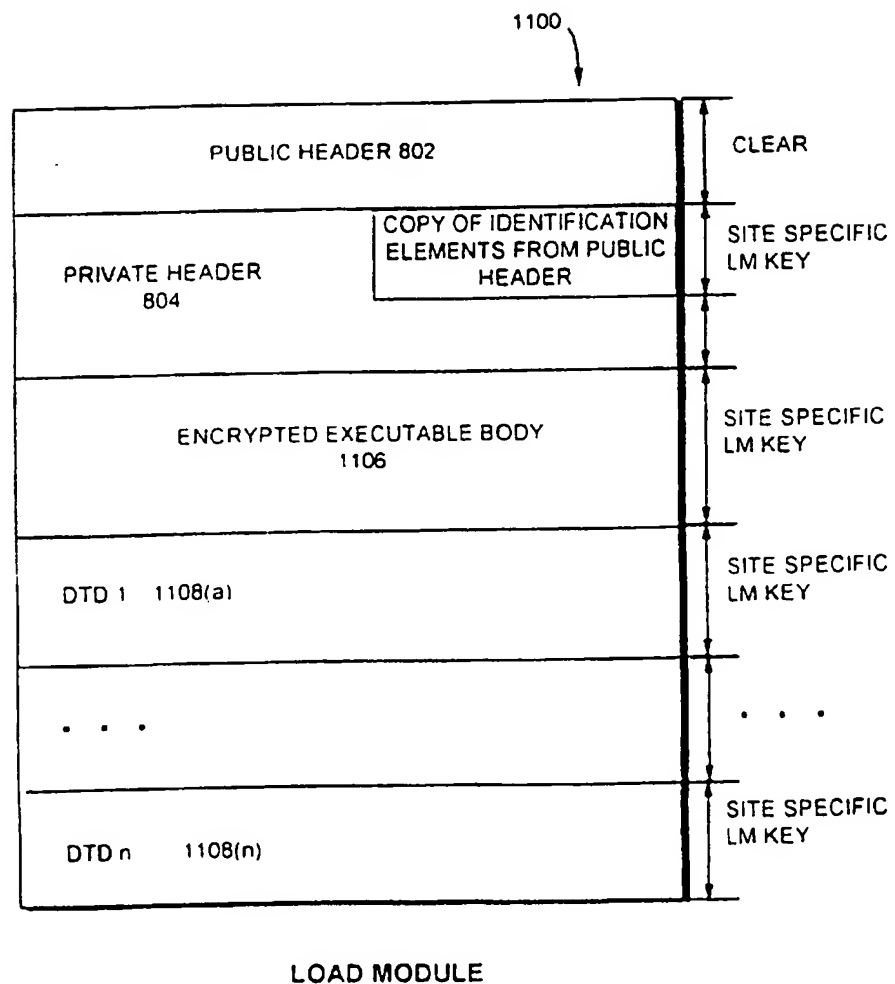 1100
PUBLIC HEADER 802
CLEAR
COPY OF IDENTIFICATION
ELEMENTS FROM PUBLIC
HEADER
SITE SPECIFIC
LM KEY
PRIVATE HEADER
804
ENCRYPTED EXECUTABLE BODY
1106
SITE SPECIFIC
LM KEY
DTD 1 1108(a)
SITE SPECIFIC
LM KEY
. . .
. . .
DTD n 1108(n)
SITE SPECIFIC
LM KEY
LOAD MODULE